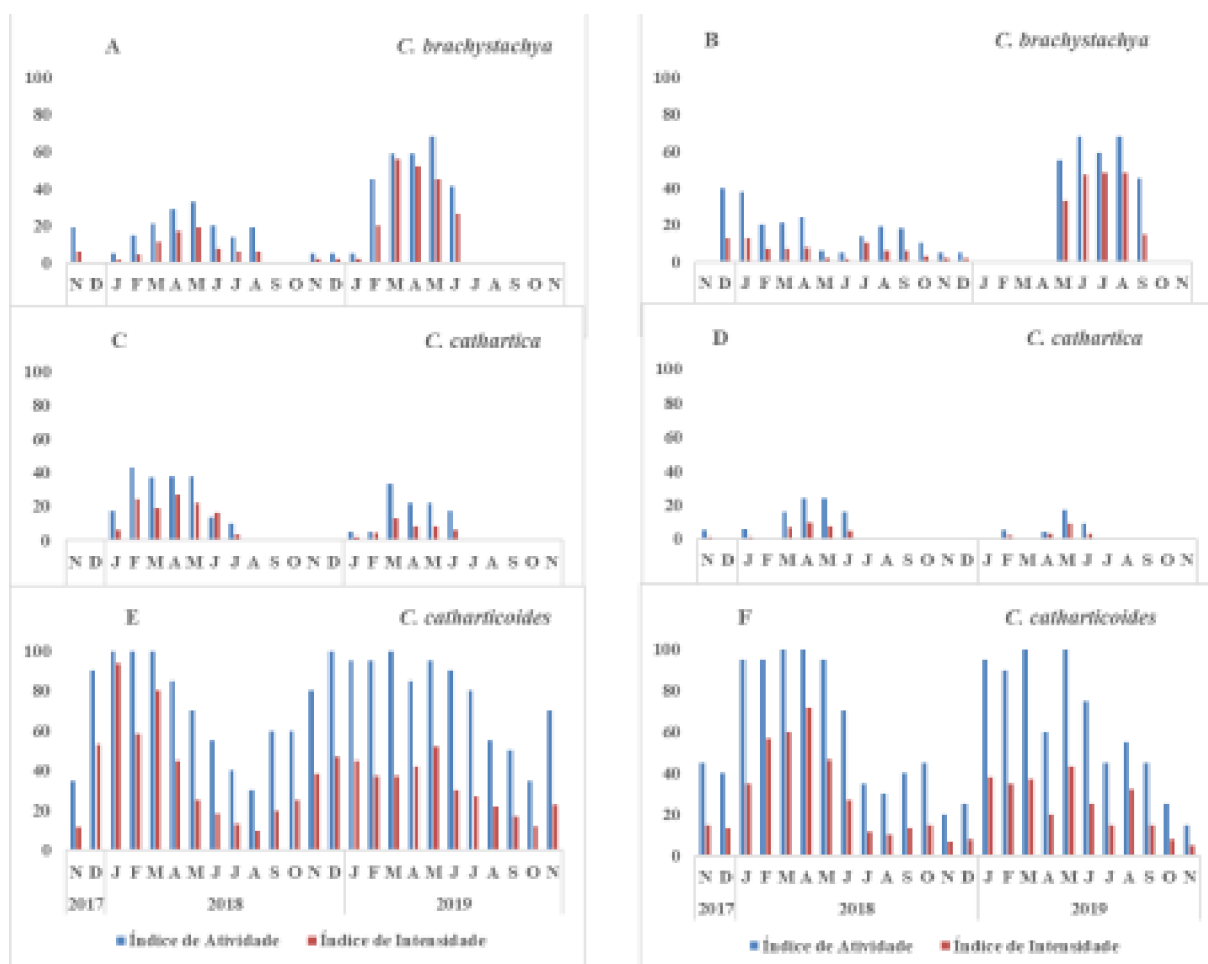 A C. brachystachya
100
80
60
40
20
0
N D J F M A M J J A S O N D J F M A M J J A S O N
B C. brachystachya
100
80
60
40
20
0
N D J F M A M J J A S O N D J F M A M J J A S O N
C C. cathartica
100
80
60
40
20
0
N D J F M A M J J A S O N D J F M A M J J A S O N
D C. cathartica
100
80
60
40
20
0
N D J F M A M J J A S O N D J F M A M J J A S O N
E C. catharticoides
100
80
60
40
20
0
N D J F M A M J J A S O N D J F M A M J J A S O N
2017 2018 2019
Índice de Atividade Índice de Intensidade
F C. catharticoides
100
80
60
40
20
0
N D J F M A M J J A S O N D J F M A M J J A S O N
2017 2018 2019
Índice de Atividade Índice de Intensidade